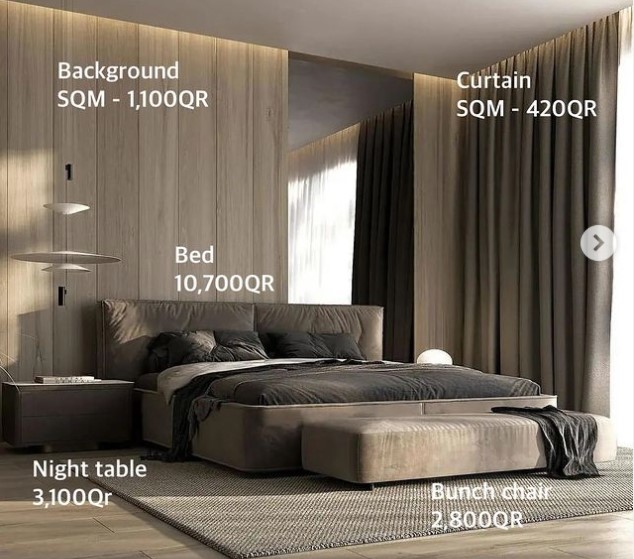 Background
SQM - 1,100QR
Curtain
SQM - 420QR
Bed
10,700QR
Night table
3,100Qr
Bunch chair
2,800QR